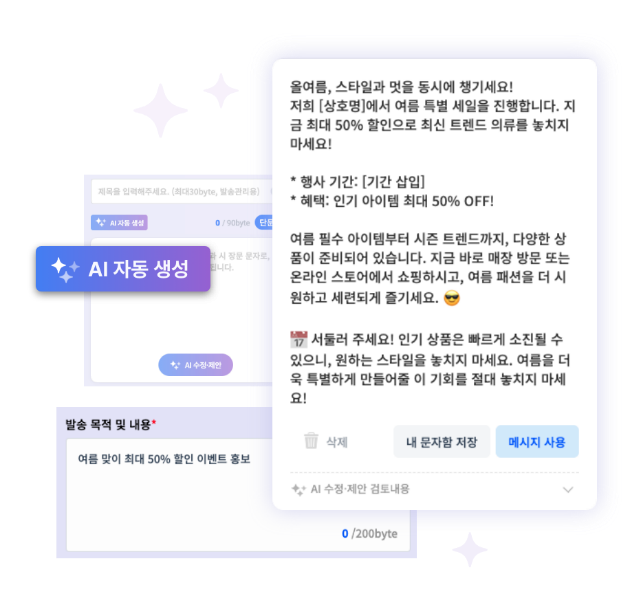 제목을 입력해주세요. (최대30byte, 발송관리용)
AI 자동 생성
0 / 90byte
단문
시 장문 문자로,
됩니다.
AI 자동 생성
AI 수정·제안
발송 목적 및 내용*
여름 맞이 최대 50% 할인 이벤트 홍보
0 /200byte
올여름, 스타일과 멋을 동시에 챙기세요!
저희 [상호명]에서 여름 특별 세일을 진행합니다. 지
금 최대 50% 할인으로 최신 트렌드 의류를 놓치지
마세요!
* 행사 기간: [기간 삽입]
* 혜택: 인기 아이템 최대 50% OFF!
여름 필수 아이템부터 시즌 트렌드까지, 다양한 상
품이 준비되어 있습니다. 지금 바로 매장 방문 또는
온라인 스토어에서 쇼핑하시고, 여름 패션을 더 시
원하고 세련되게 즐기세요. 😎
📅 서둘러 주세요! 인기 상품은 빠르게 소진될 수
있으니, 원하는 스타일을 놓치지 마세요. 여름을 더
욱 특별하게 만들어줄 이 기회를 절대 놓치지 마세
요!
삭제
내 문자함 저장
메시지 사용
AI 수정·제안 검토내용